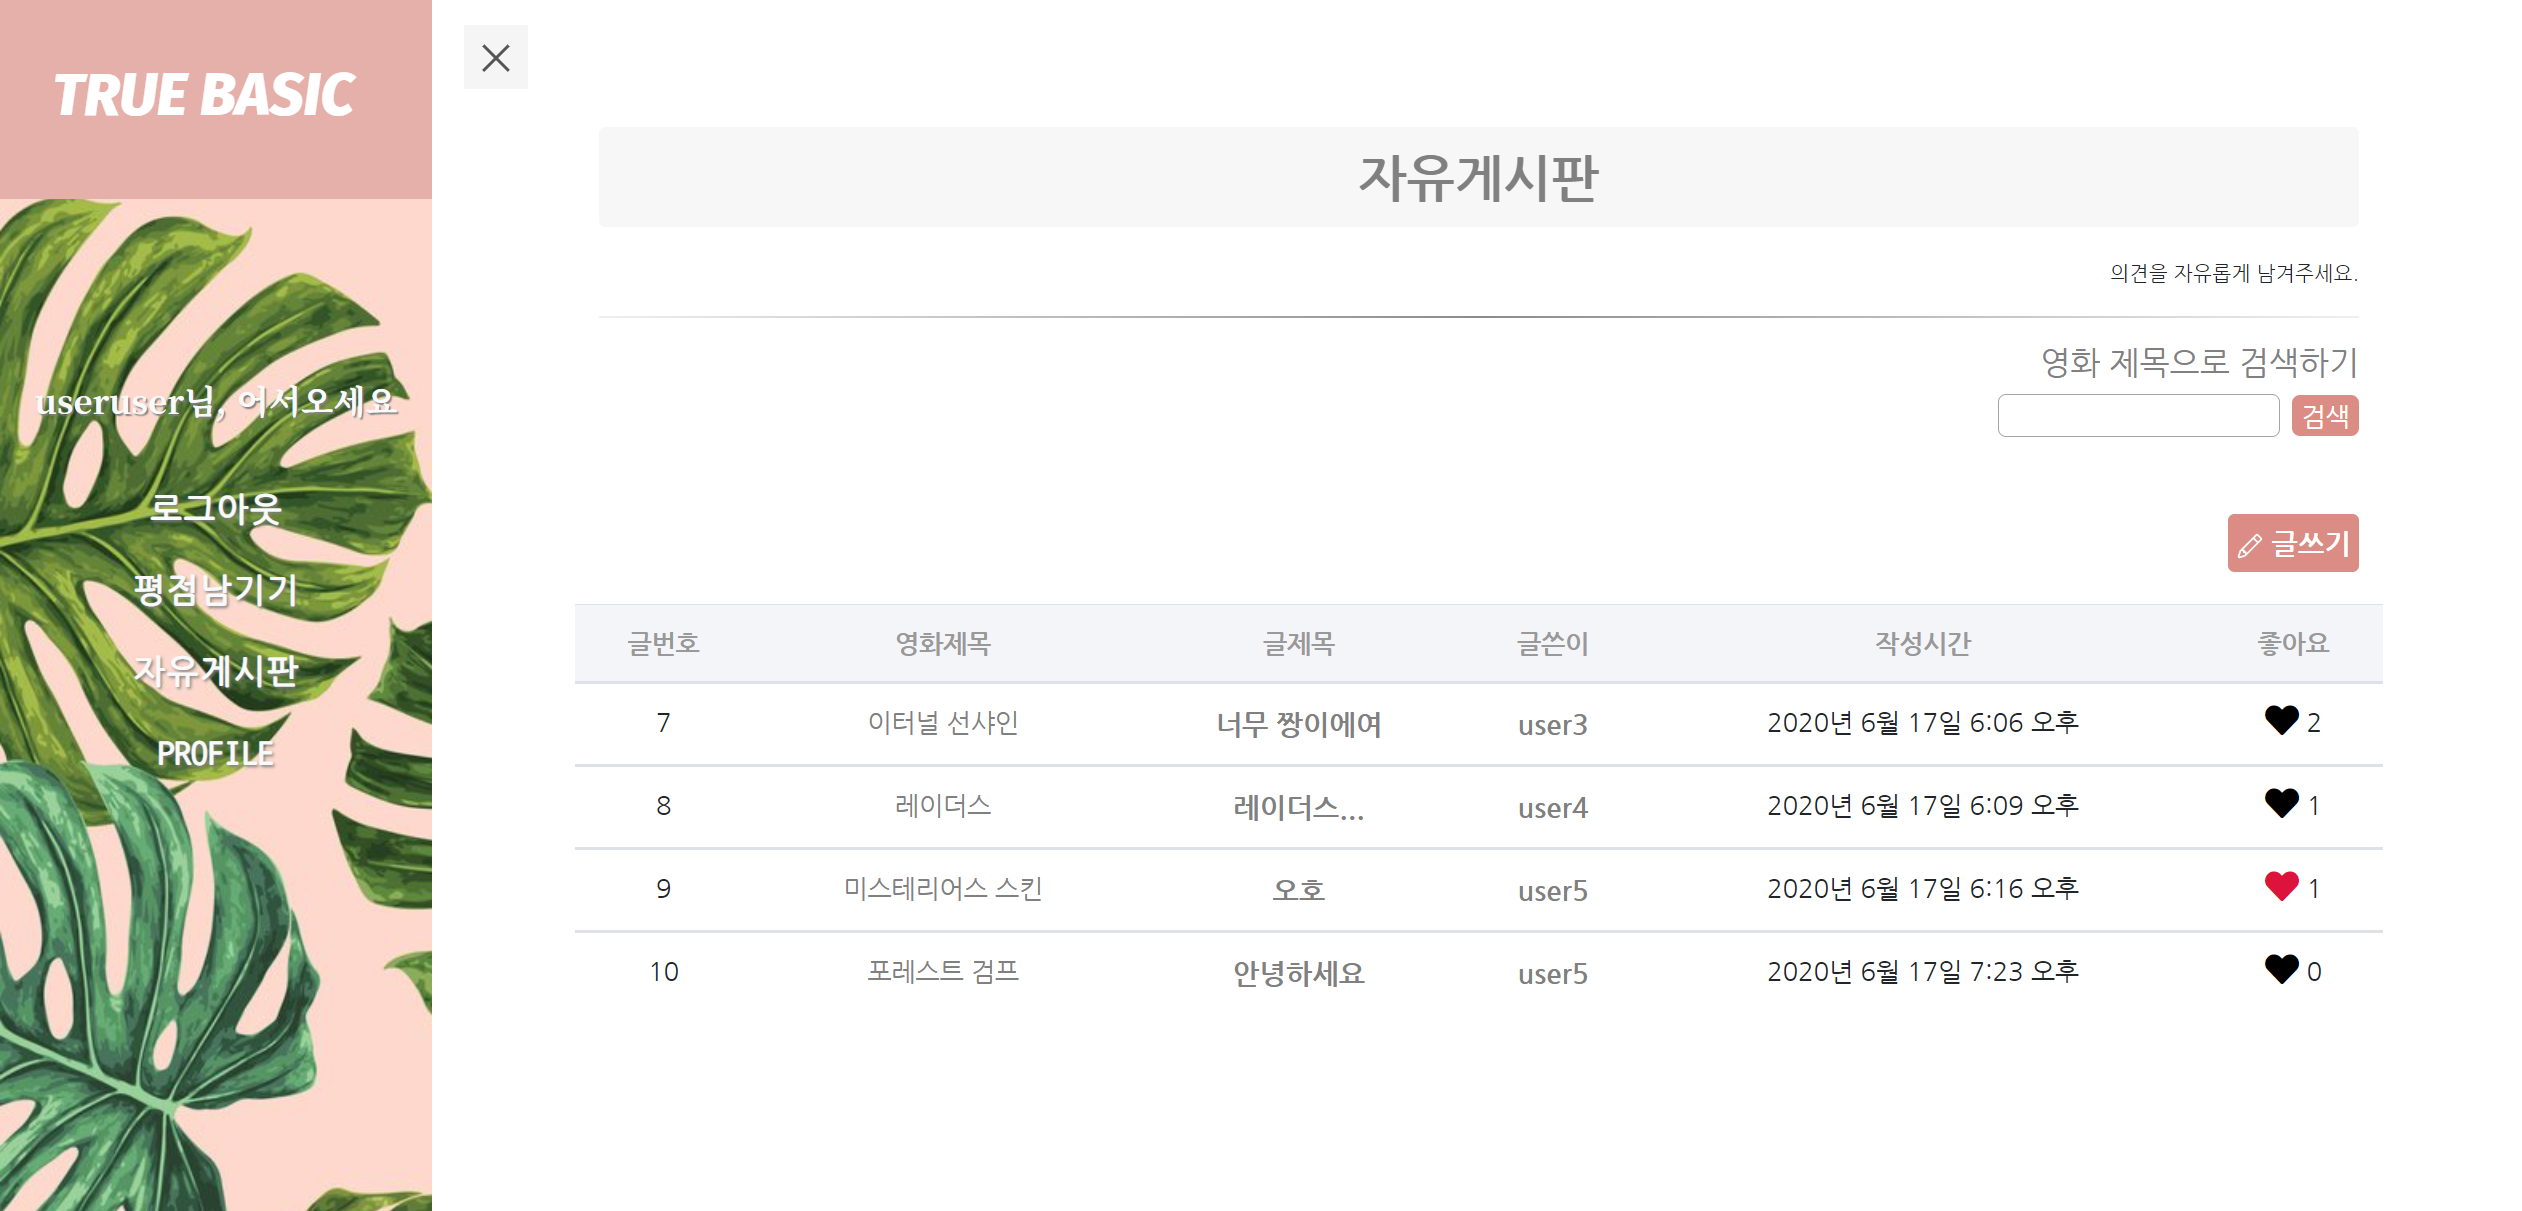 TRUE BASIC
useruser님, 어서오세요
로그아웃
평점남기기
자유게시판
PROFILE
자유게시판
의견을 자유롭게 남겨주세요.
영화 제목으로 검색하기
검색
글쓰기
글번호 영화제목 글제목 글쓴이 작성시간 좋아요
7 이터널 선샤인 너무 짱이에여 user3 2020년 6월 17일 6:06 오후 2
8 레이더스 레이더스... user4 2020년 6월 17일 6:09 오후 1
9 미스테리어스 스킨 오호 user5 2020년 6월 17일 6:16 오후 1
10 포레스트 검프 안녕하세요 user5 2020년 6월 17일 7:23 오후 0